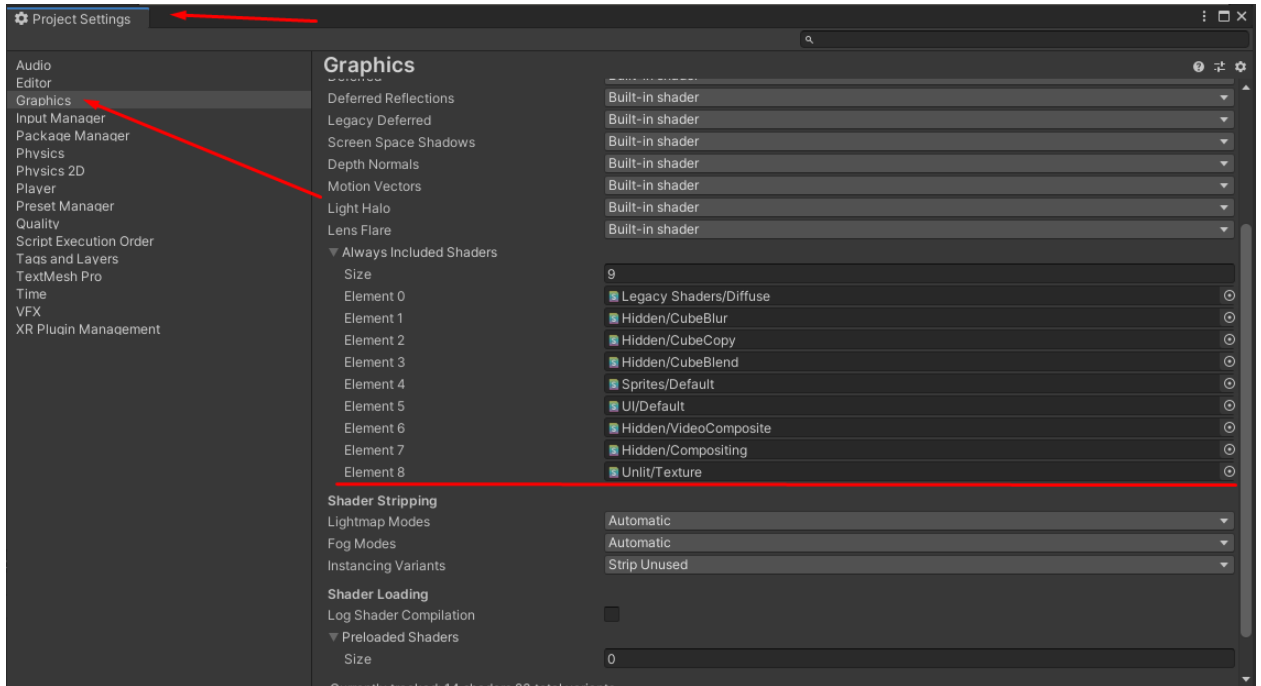 Project Settings
Audio
Editor
Graphics
Input Manager
Package Manager
Physics
Physics 2D
Player
Preset Manager
Quality
Script Execution Order
Tags and Layers
TextMesh Pro
Time
VFX
XR Plugin Management
Graphics
Deferred Reflections Built-in shader
Legacy Deferred Built-in shader
Screen Space Shadows Built-in shader
Depth Normals Built-in shader
Motion Vectors Built-in shader
Light Halo Built-in shader
Lens Flare Built-in shader
Always Included Shaders
Size 9
Element 0 Legacy Shaders/Diffuse
Element 1 Hidden/CubeBlur
Element 2 Hidden/CubeCopy
Element 3 Hidden/CubeBlend
Element 4 Sprites/Default
Element 5 UI/Default
Element 6 Hidden/VideoComposite
Element 7 Hidden/Compositing
Element 8 Unlit/Texture
Shader Stripping
Lightmap Modes Automatic
Fog Modes Automatic
Instancing Variants Strip Unused
Shader Loading
Log Shader Compilation
Preloaded Shaders
Size 0